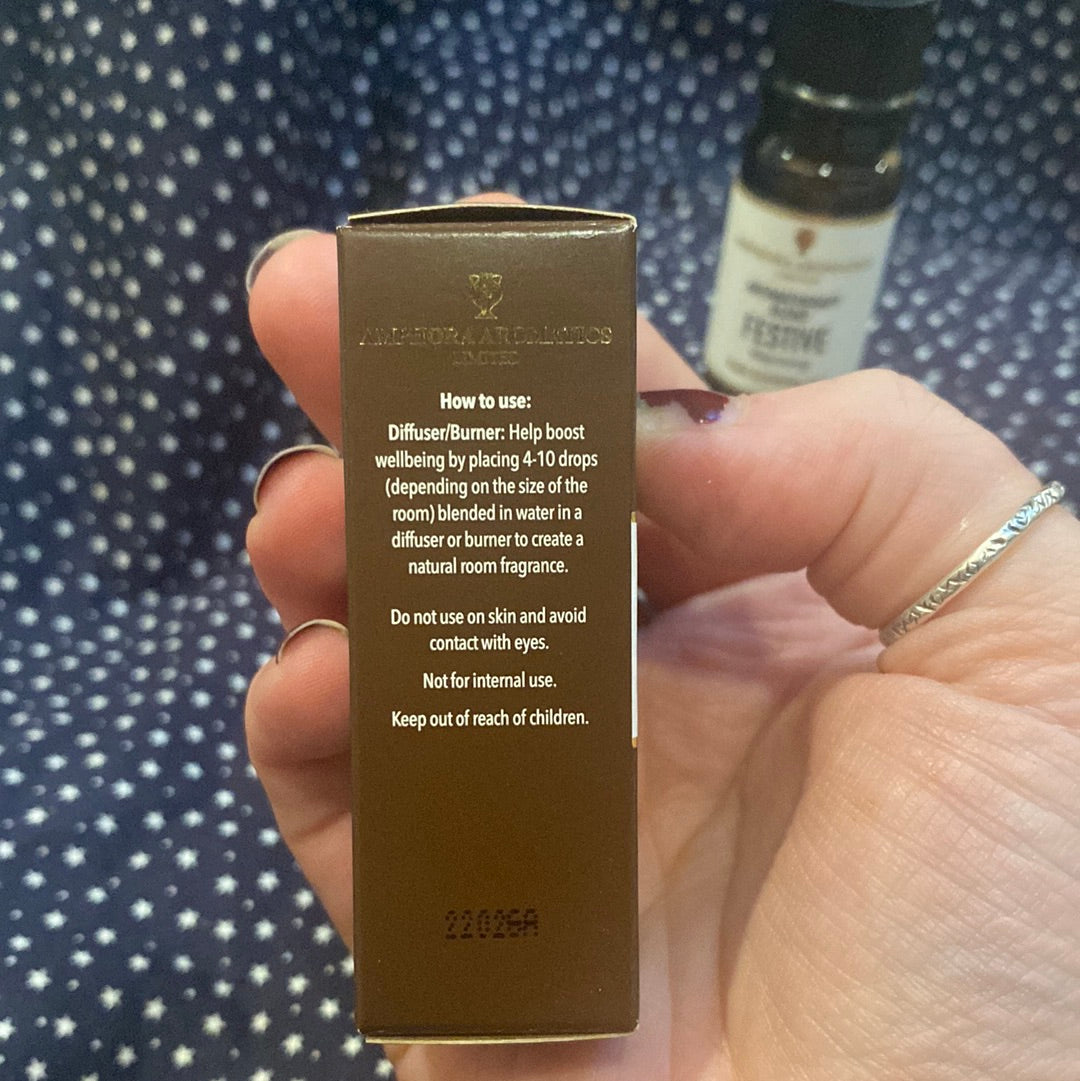 AMPHORA AROMATICS
LIMITED
How to use:
Diffuser/Burner: Help boost
wellbeing by placing 4-10 drops
(depending on the size of the
room) blended in water in a
diffuser or burner to create a
natural room fragrance.
Do not use on skin and avoid
contact with eyes.
Not for internal use.
Keep out of reach of children.
FESTIVE